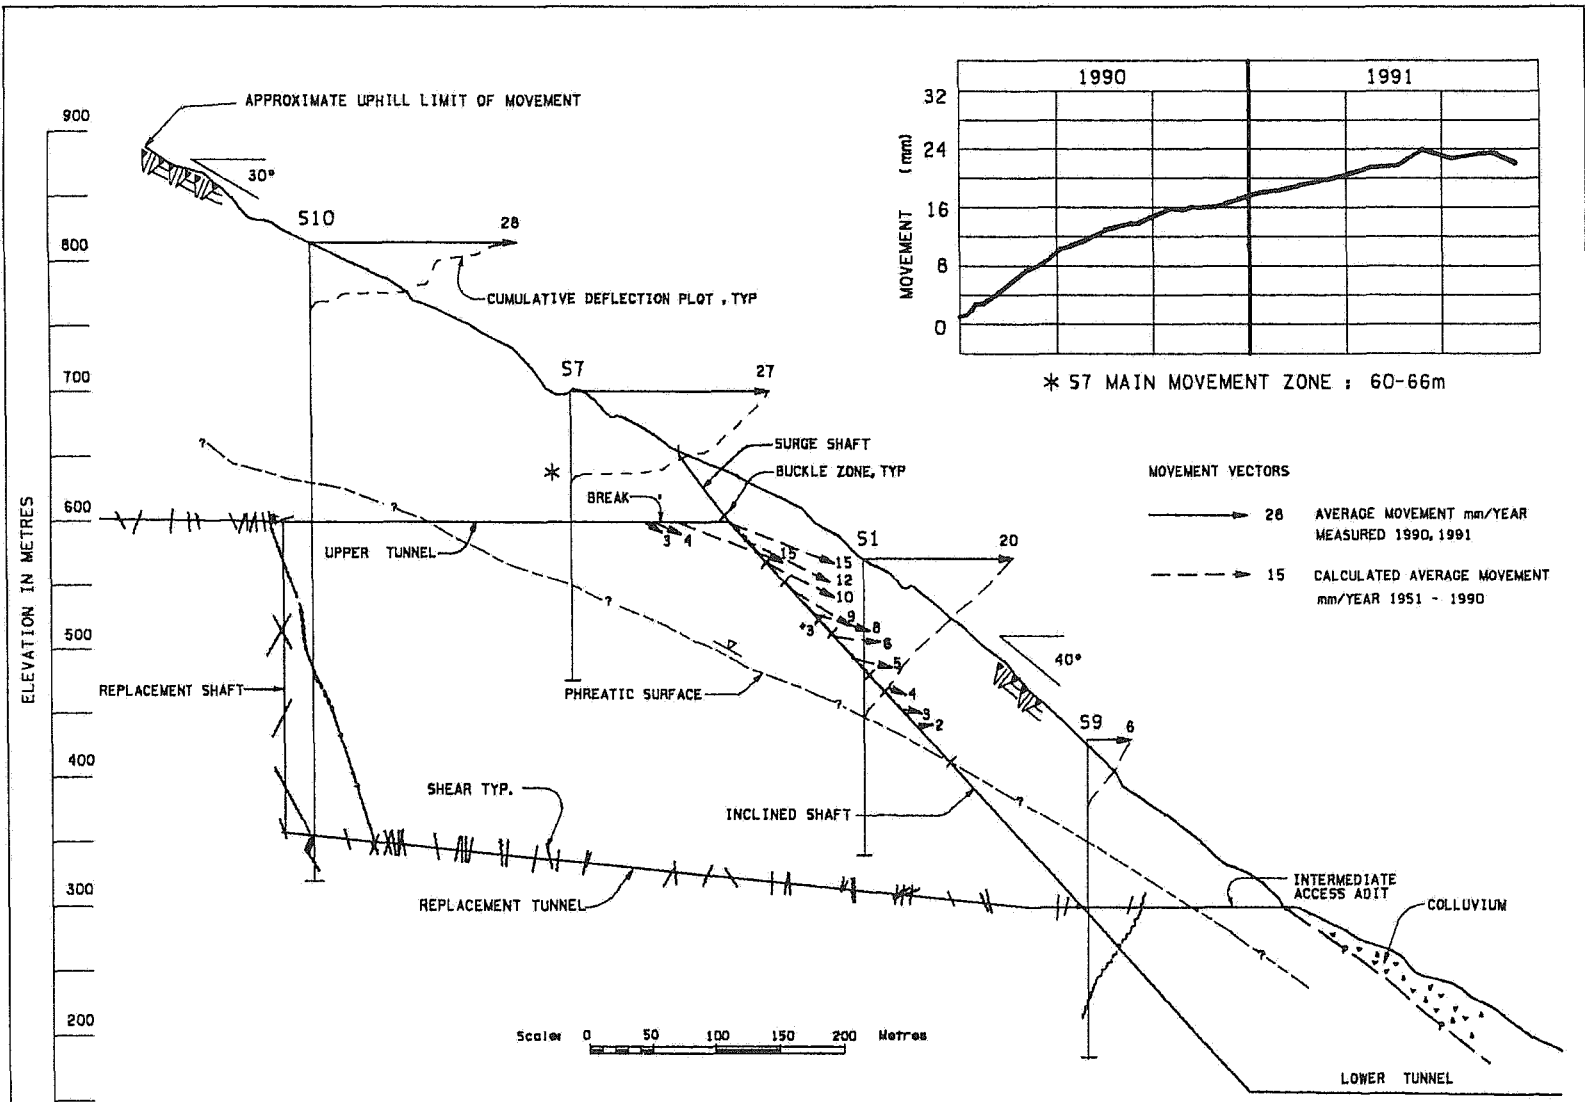 1990
1991
32
24
16
8
0
MOVEMENT (mm)
* S7 MAIN MOVEMENT ZONE : 60-66m
APPROXIMATE UPHILL LIMIT OF MOVEMENT
900
800
700
600
500
400
300
200
ELEVATION IN METRES
30°
S10
28
CUMULATIVE DEFLECTION PLOT, TYP
S7
27
*
SURGE SHAFT
BUCKLE ZONE, TYP
BREAK
UPPER TUNNEL
3
4
15
15
12
10
9
8
+3
6
5
4
3
2
S1
20
40°
S9
6
MOVEMENT VECTORS
28 AVERAGE MOVEMENT mm/YEAR
MEASURED 1990, 1991
15 CALCULATED AVERAGE MOVEMENT
mm/YEAR 1951 - 1990
?
?
?
?
?
?
REPLACEMENT SHAFT
PHREATIC SURFACE
SHEAR TYP.
INCLINED SHAFT
REPLACEMENT TUNNEL
INTERMEDIATE
ACCESS ADIT
COLLUVIUM
?
?
Scale: 0 50 100 150 200 Metres
LOWER TUNNEL